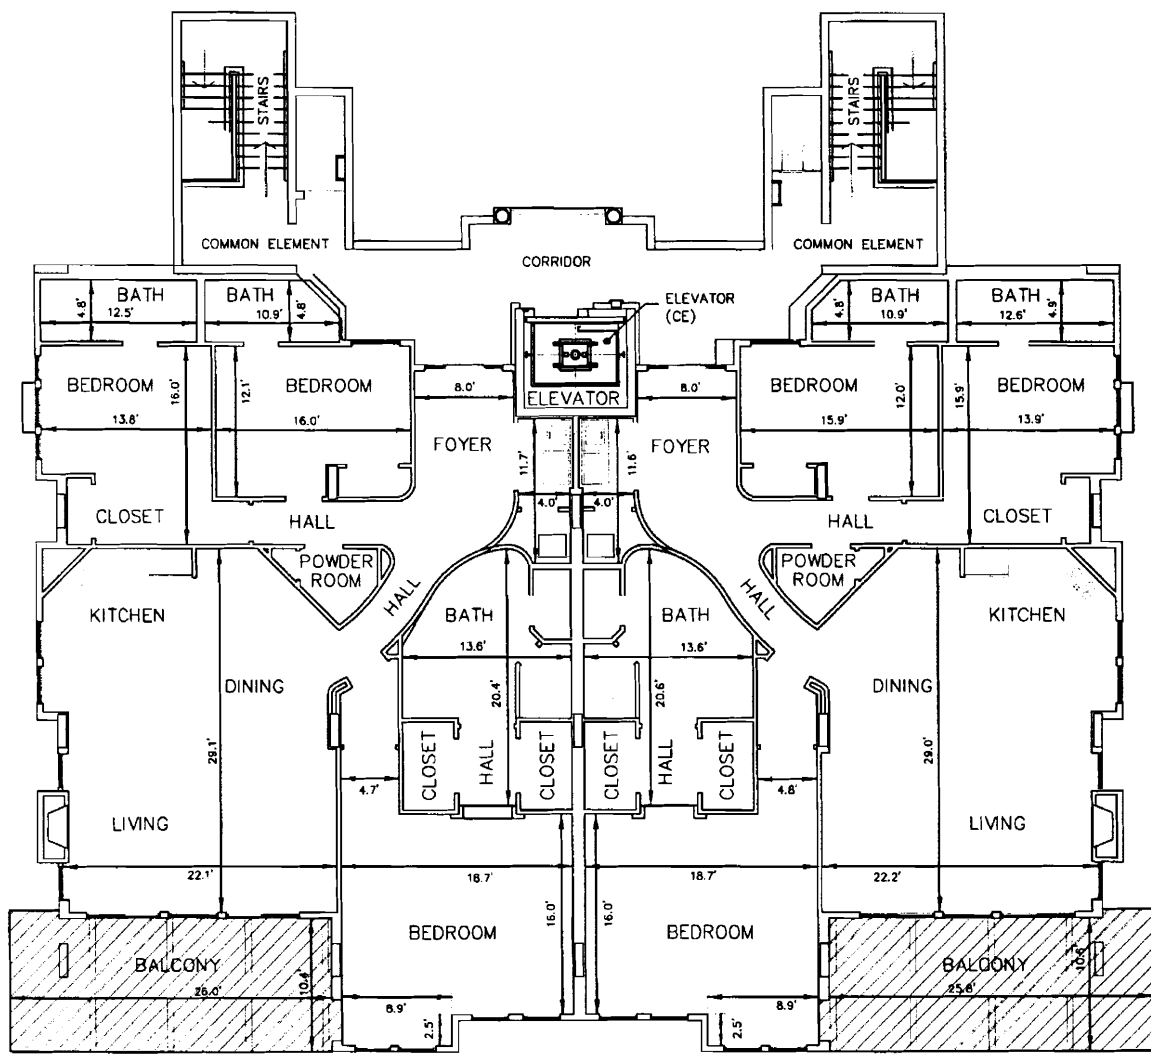 STAIRS
STAIRS
COMMON ELEMENT
COMMON ELEMENT
CORRIDOR
ELEVATOR
(CE)
BATH
4.8'
12.5'
BATH
4.8'
10.9'
BATH
4.8'
10.9'
BATH
4.9'
12.6'
BEDROOM
16.0'
13.8'
12.1'
BEDROOM
16.0'
8.0'
ELEVATOR
8.0'
BEDROOM
12.0'
15.9'
15.9'
BEDROOM
13.9'
FOYER
11.7'
11.6'
FOYER
4.0'
4.0'
CLOSET
HALL
HALL
CLOSET
POWDER
ROOM
POWDER
ROOM
HALL
HALL
KITCHEN
BATH
13.6'
BATH
13.6'
KITCHEN
DINING
20.4'
20.6'
DINING
29.1'
29.0'
CLOSET
HALL
CLOSET
CLOSET
HALL
CLOSET
4.7'
4.8'
LIVING
LIVING
22.1'
18.7'
18.7'
22.2'
16.0'
16.0'
BEDROOM
BEDROOM
BALCONY
10.4'
26.0'
BALCONY
25.8'
8.9'
2.5'
8.9'
2.5'